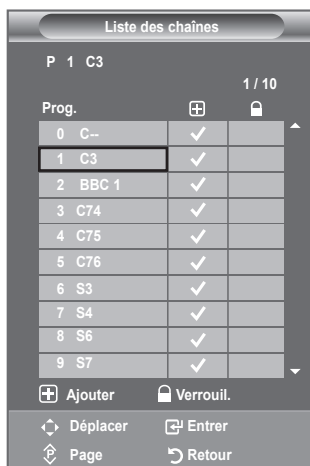 Liste des chaînes
P 1 C3
1 / 10
Prog.
0 C--
1 C3
2 BBC 1
3 C74
4 C75
5 C76
6 S3
7 S4
8 S6
9 S7
Ajouter Verrouil.
Déplacer Entrer
P Page Retour